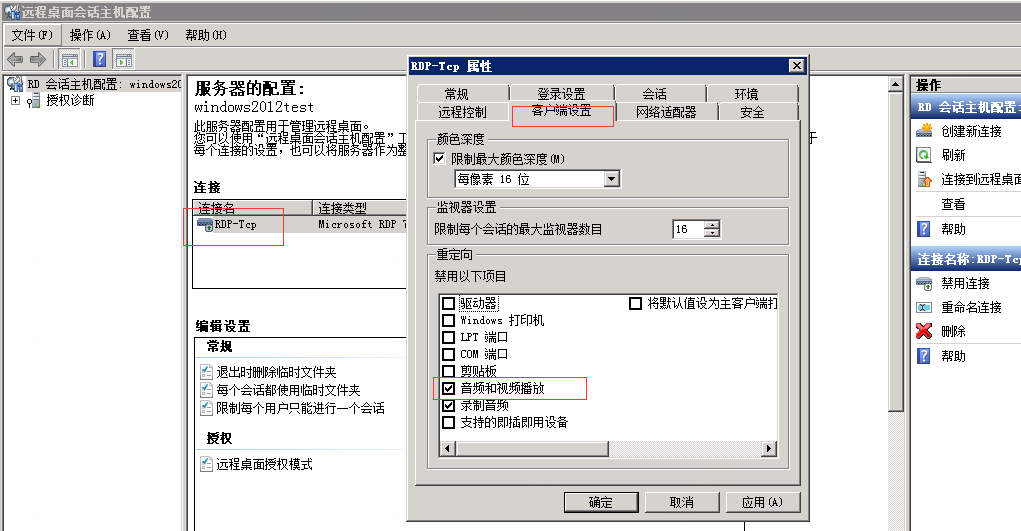 远程桌面会话主机配置
文件(F) 操作(A) 查看(V) 帮助(H)
RD 会话主机配置: windows20
授权诊断
服务器的配置:
windows2012test
此服务器配置用于管理远程桌面。
您可以使用“远程桌面会话主机配置”工
每个连接的设置，也可以将服务器作为整
于
连接
连接名 连接类型
RDP-Tcp Microsoft RDP 7
编辑设置
常规
退出时删除临时文件夹
每个会话都使用临时文件夹
限制每个用户只能进行一个会话
授权
远程桌面授权模式
RDP-Tcp 属性
常规 登录设置 会话 环境
远程控制 客户端设置 网络适配器 安全
颜色深度
限制最大颜色深度(M)
每像素 16 位
监视器设置
限制每个会话的最大监视器数目 16
重定向
禁用以下项目
驱动器 将默认值设为主客户端打
Windows 打印机
LPT 端口
COM 端口
剪贴板
音频和视频播放
录制音频
支持的即插即用设备
确定 取消 应用(A)
操作
RD 会话主机配置:
创建新连接
刷新
连接到远程桌面
查看
帮助
连接名称:RDP-Tcp
禁用连接
重命名连接
删除
帮助